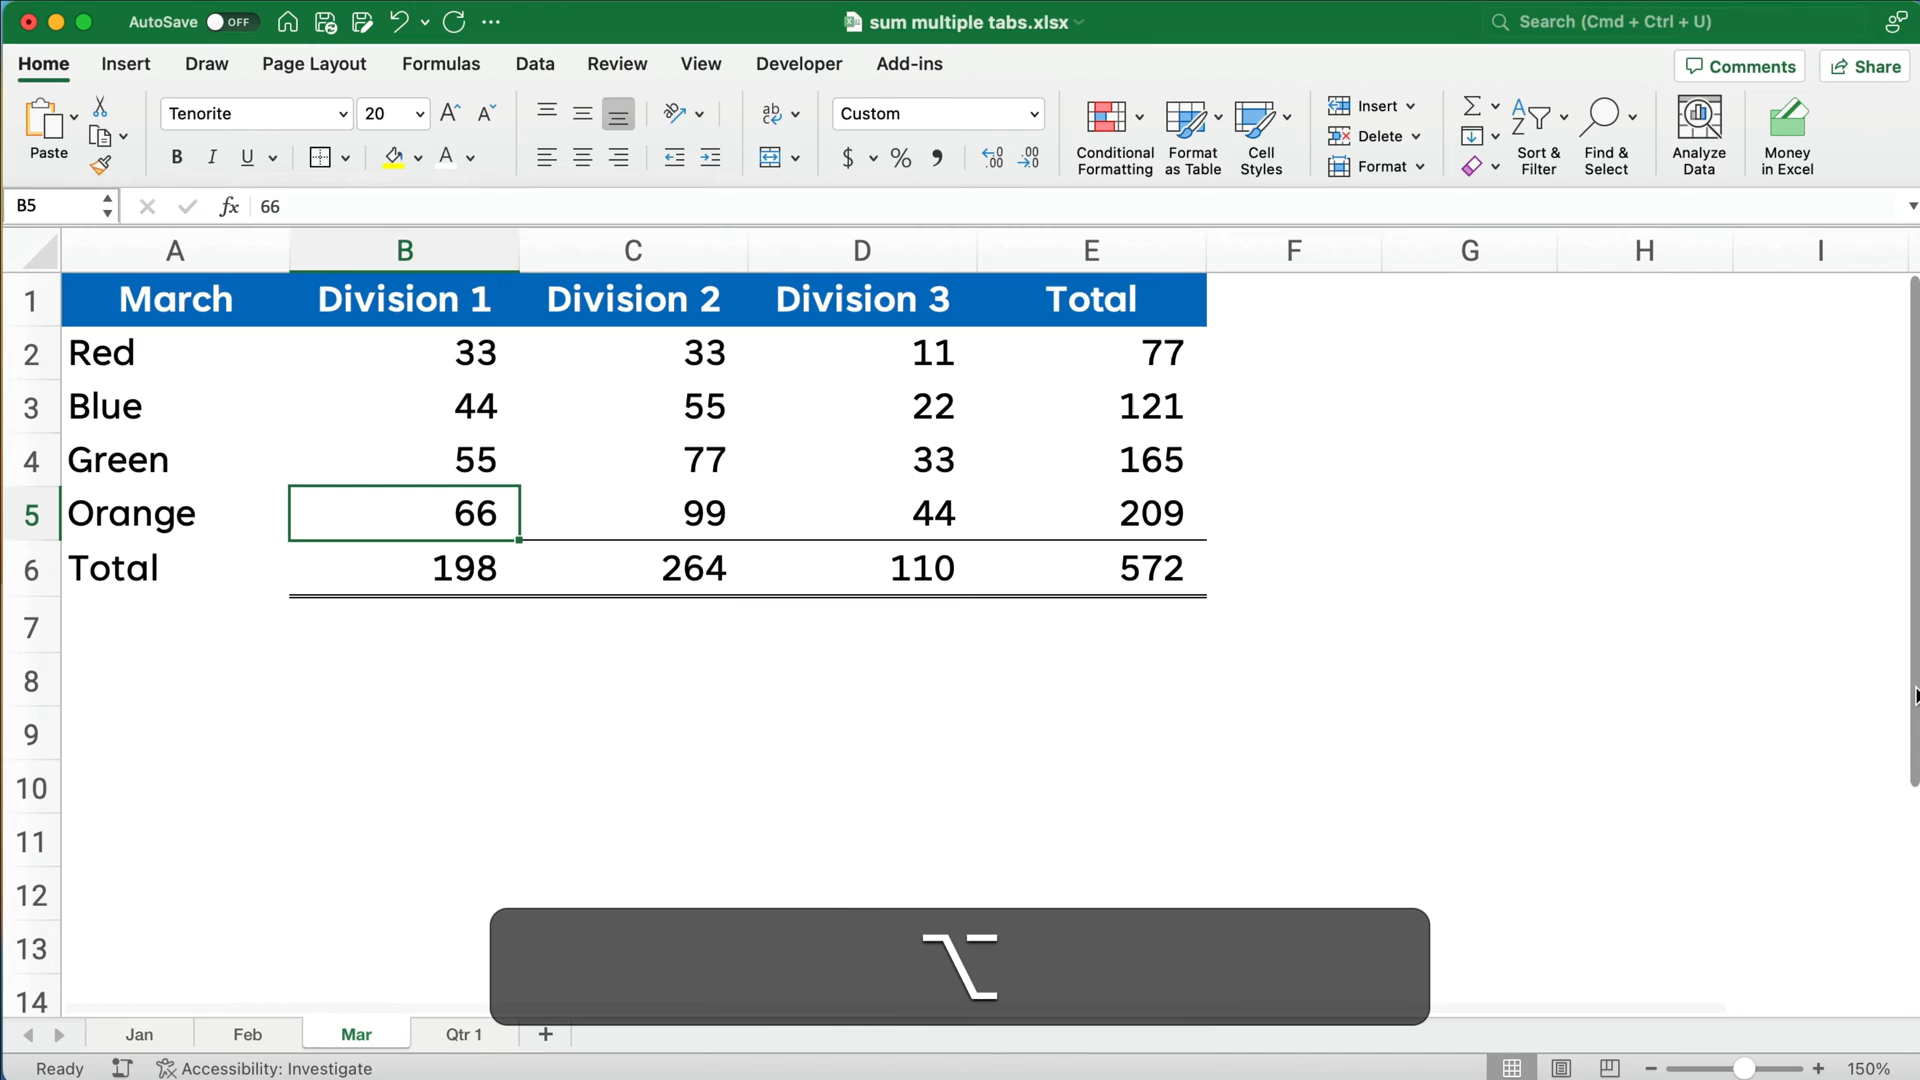 AutoSave OFF sum multiple tabs.xlsx Search (Cmd + Ctrl + U)
Home Insert Draw Page Layout Formulas Data Review View Developer Add-ins Comments Share
Paste Tenorite 20 Custom Insert Delete Format
B I U A $ % 9 Conditional Formatting Format as Table Cell Styles Sort & Filter Find & Select Analyze Data Money in Excel
B5 fx 66
A B C D E F G H I
1 March Division 1 Division 2 Division 3 Total
2 Red 33 33 11 77
3 Blue 44 55 22 121
4 Green 55 77 33 165
5 Orange 66 99 44 209
6 Total 198 264 110 572
7
8
9
10
11
12
13
14
Jan Feb Mar Qtr 1 +
Ready Accessibility: Investigate 150%